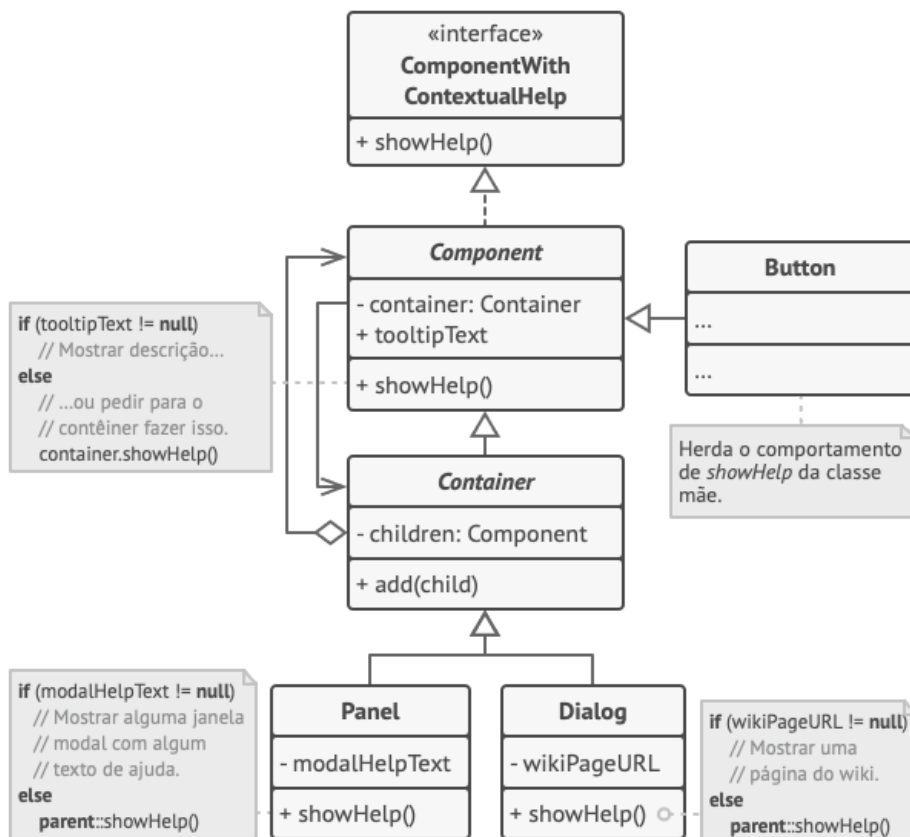 «interface»
ComponentWith
ContextualHelp
+ showHelp()
Component
- container: Container
+ tooltipText
+ showHelp()
Button
...
...
if (tooltipText != null)
// Mostrar descrição...
else
// ...ou pedir para o
// contêiner fazer isso.
container.showHelp()
Herda o comportamento
de showHelp da classe
mãe.
Container
- children: Component
+ add(child)
if (modalHelpText != null)
// Mostrar alguma janela
// modal com algum
// texto de ajuda.
else
parent::showHelp()
Panel
- modalHelpText
+ showHelp()
Dialog
- wikiPageURL
+ showHelp()
if (wikiPageURL != null)
// Mostrar uma
// página do wiki.
else
parent::showHelp()